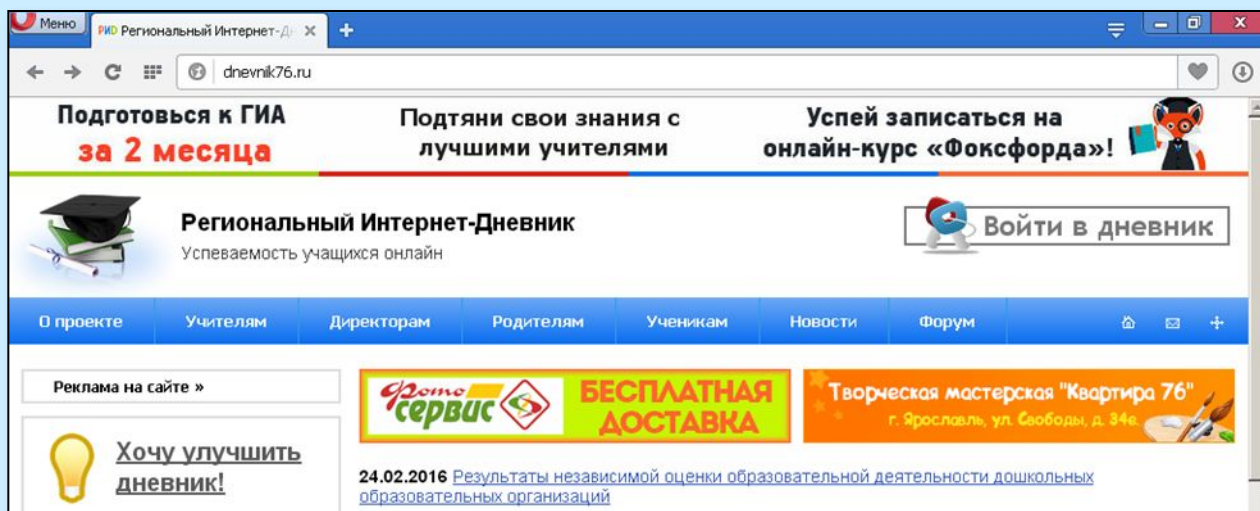 Меню
РИД Региональный Интернет-Д
dnevnik76.ru
Подготовься к ГИА
за 2 месяца
Подтяни свои знания с
лучшими учителями
Успей записаться на
онлайн-курс «Фоксфорда»!
Региональный Интернет-Дневник
Успеваемость учащихся онлайн
Войти в дневник
О проекте Учителям Директорам Родителям Ученикам Новости Форум
Реклама на сайте »
Фото
сервис
БЕСПЛАТНАЯ
ДОСТАВКА
Творческая мастерская "Квартира 76"
г. Ярославль, ул. Свободы, д. 34е
Хочу улучшить
дневник!
24.02.2016 Результаты независимой оценки образовательной деятельности дошкольных
образовательных организаций